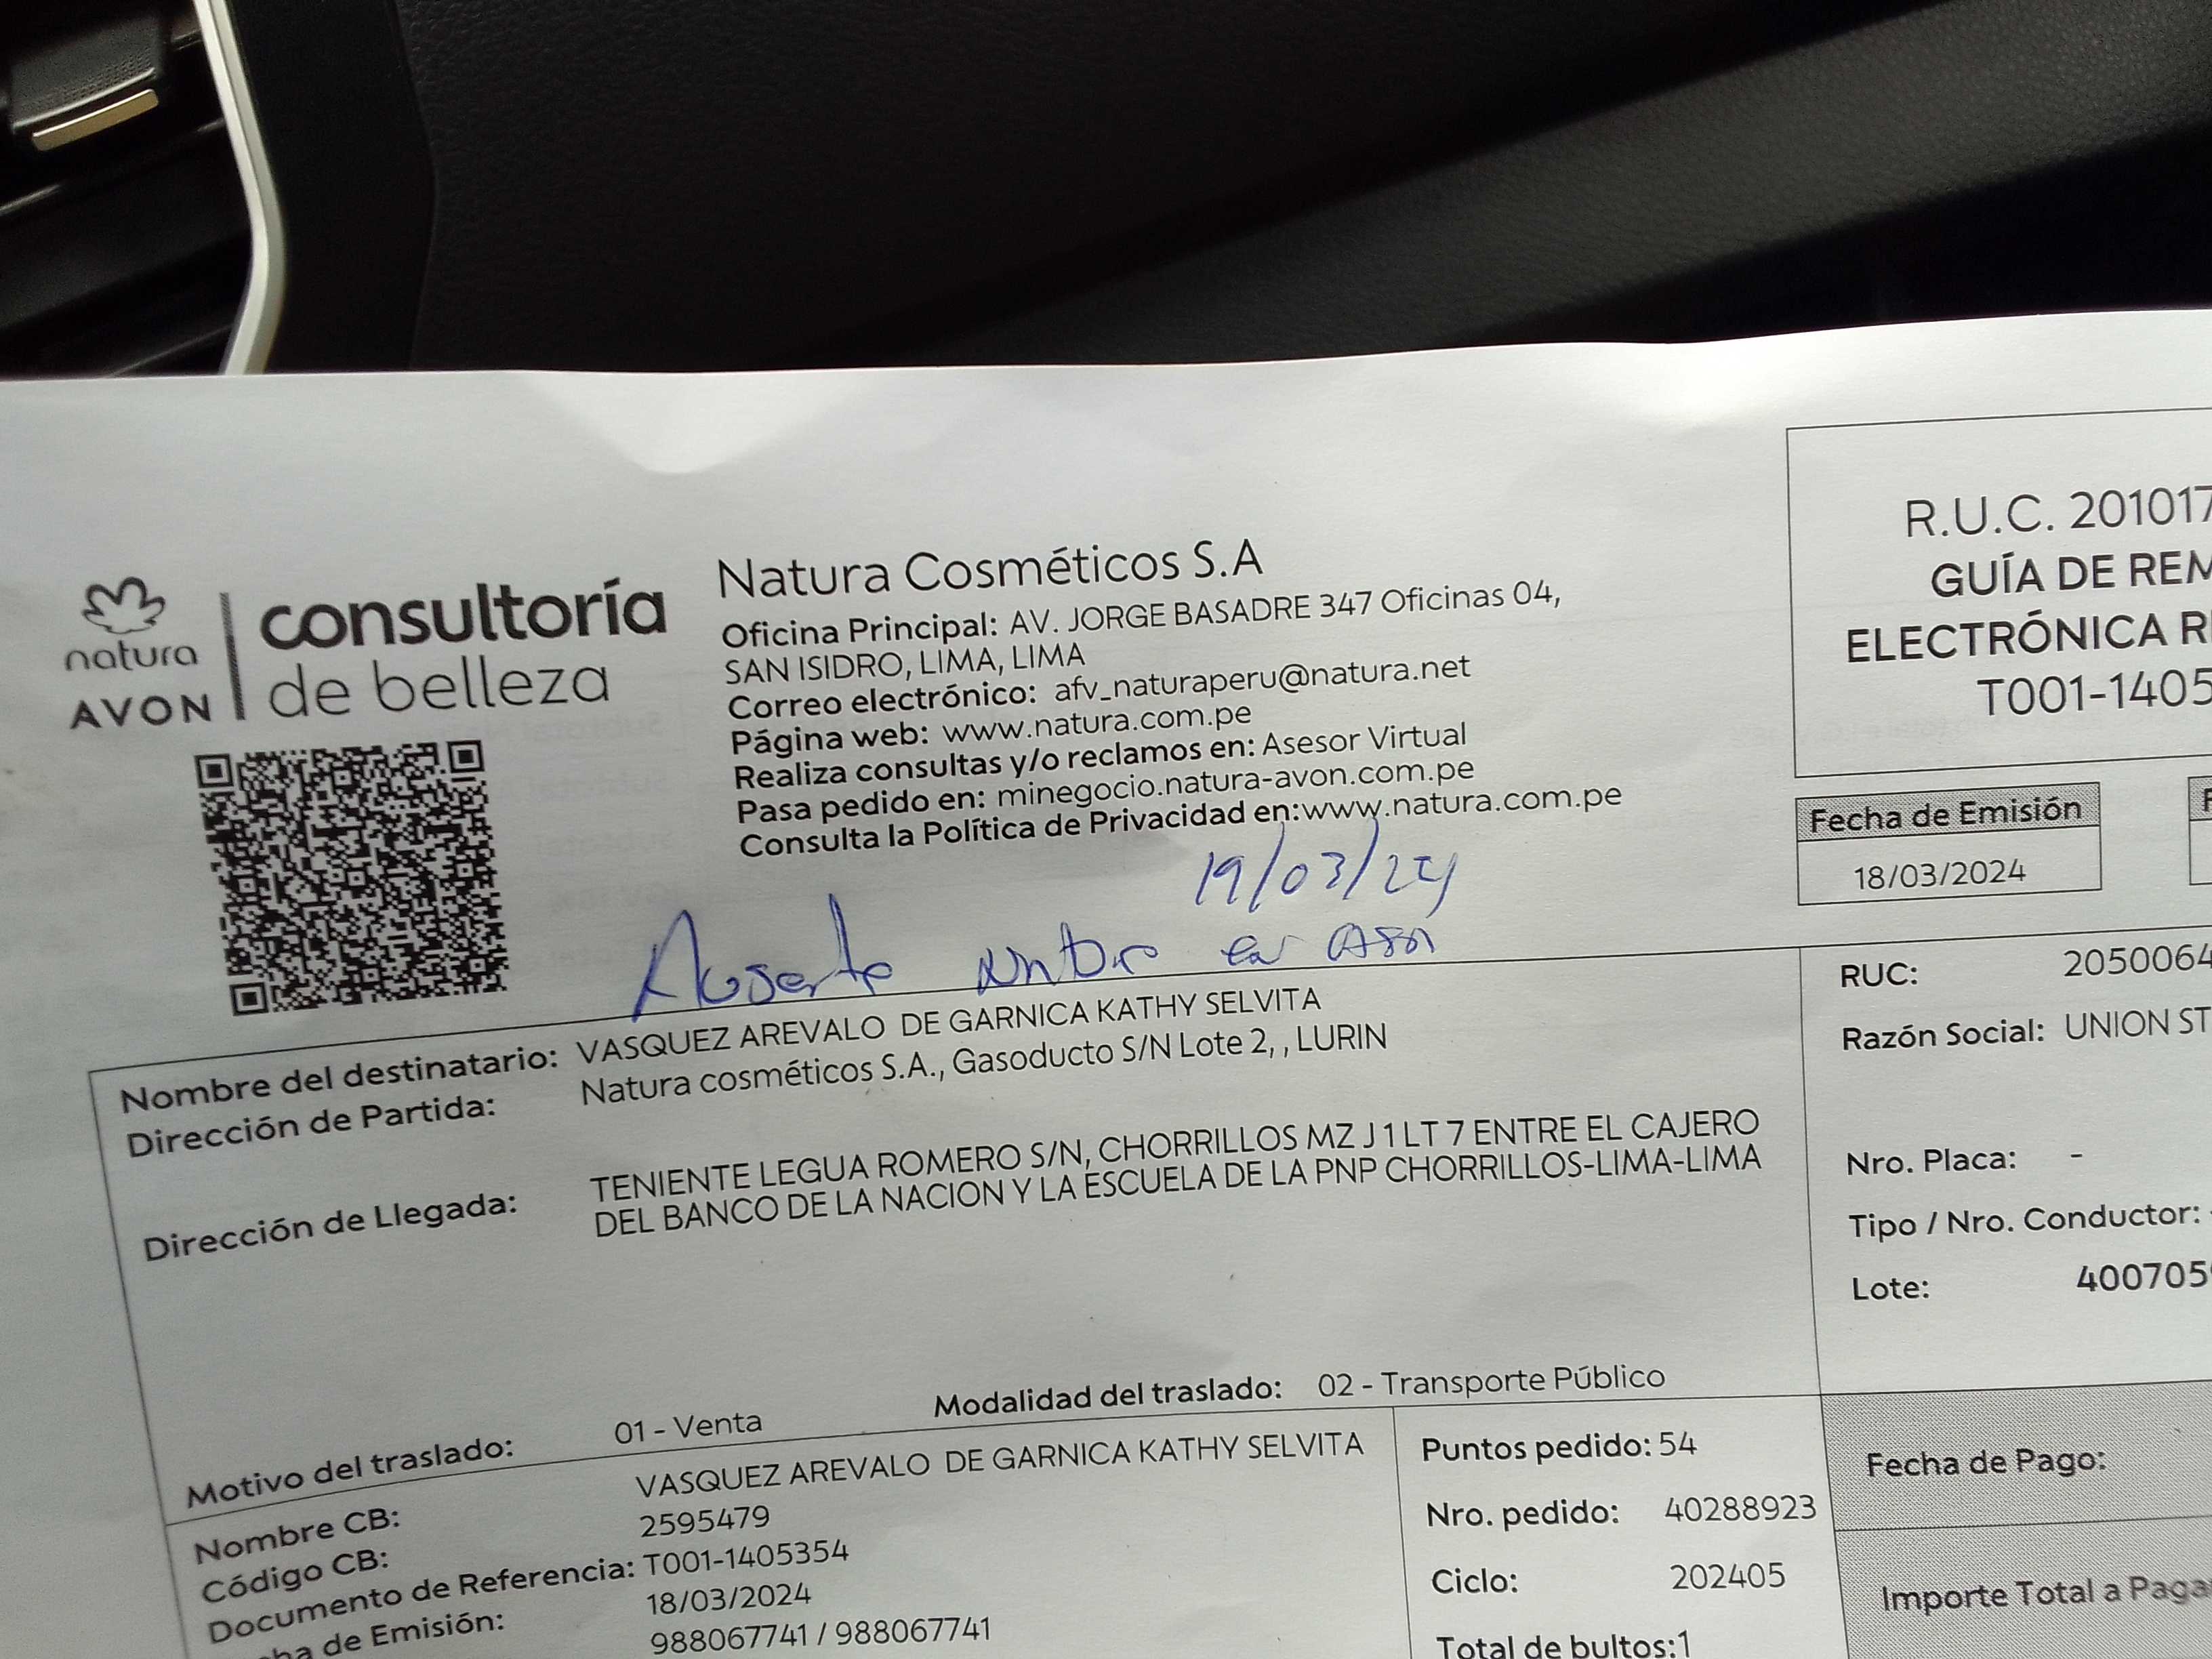 natura
AVON
consultoría
de belleza
Natura Cosméticos S.A
Oficina Principal: AV. JORGE BASADRE 347 Oficinas 04,
SAN ISIDRO, LIMA, LIMA
Correo electrónico: afv_naturaperu@natura.net
Página web: www.natura.com.pe
Realiza consultas y/o reclamos en: Asesor Virtual
Pasa pedido en: minegocio.natura-avon.com.pe
Consulta la Política de Privacidad en:www.natura.com.pe
R.U.C. 201017
GUÍA DE REM
ELECTRÓNICA R
T001-1405
Fecha de Emisión
18/03/2024
19/03/24
Ausente
Nombre del destinatario: VASQUEZ AREVALO DE GARNICA KATHY SELVITA
Dirección de Partida: Natura cosméticos S.A., Gasoducto S/N Lote 2, , LURIN
Dirección de Llegada: TENIENTE LEGUA ROMERO S/N, CHORRILLOS MZ J 1 LT 7 ENTRE EL CAJERO
DEL BANCO DE LA NACION Y LA ESCUELA DE LA PNP CHORRILLOS-LIMA-LIMA
Motivo del traslado: 01 - Venta
Modalidad del traslado: 02 - Transporte Público
RUC: 2050064
Razón Social: UNION ST
Nro. Placa: -
Tipo / Nro. Conductor:
Lote: 400705
Nombre CB: VASQUEZ AREVALO DE GARNICA KATHY SELVITA
Código CB: 2595479
Documento de Referencia: T001-1405354
de Emisión: 18/03/2024
988067741 / 988067741
Puntos pedido: 54
Nro. pedido: 40288923
Ciclo: 202405
Total de bultos:1
Fecha de Pago:
Importe Total a Paga